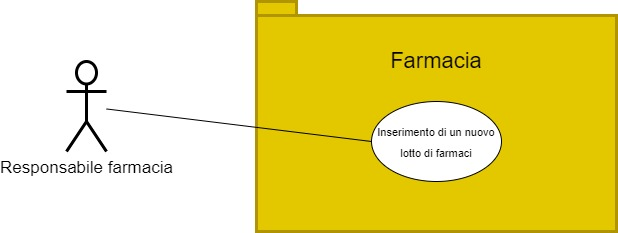 Farmacia
Inserimento di un nuovo
lotto di farmaci
Responsabile farmacia